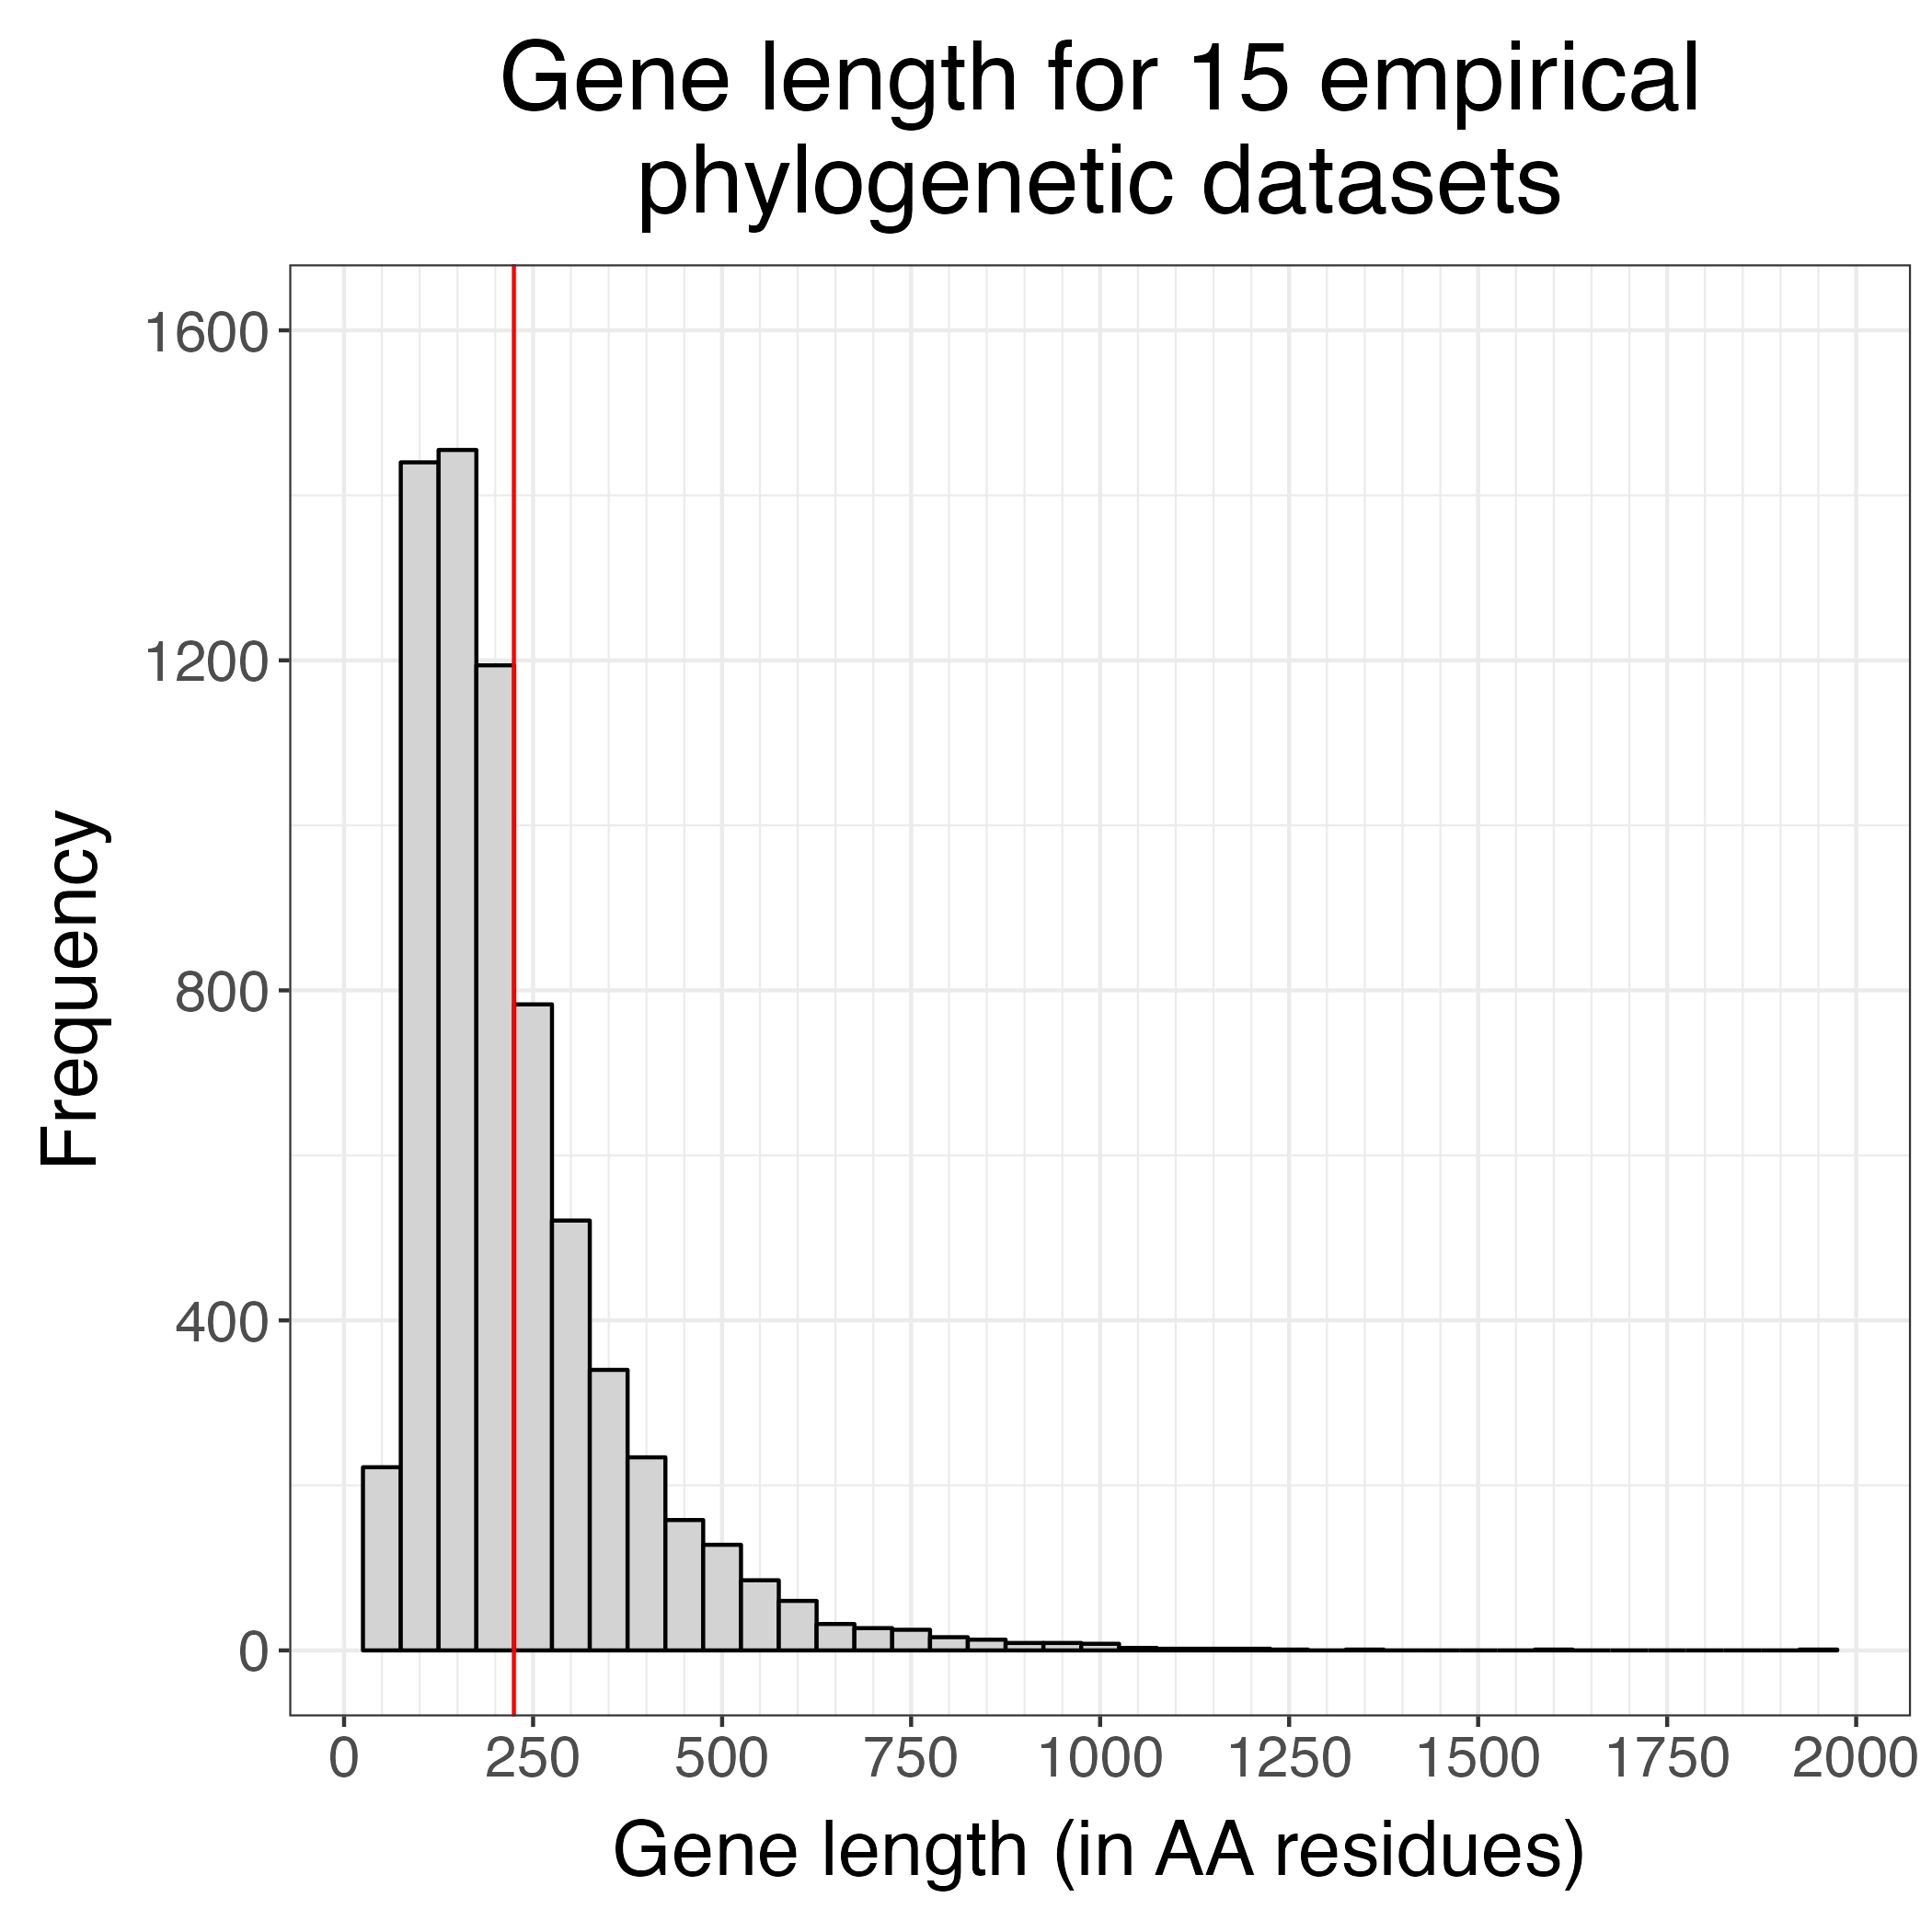 Gene length for 15 empirical
phylogenetic datasets
1600
1200
800
400
0
Frequency
0 250 500 750 1000 1250 1500 1750 2000
Gene length (in AA residues)